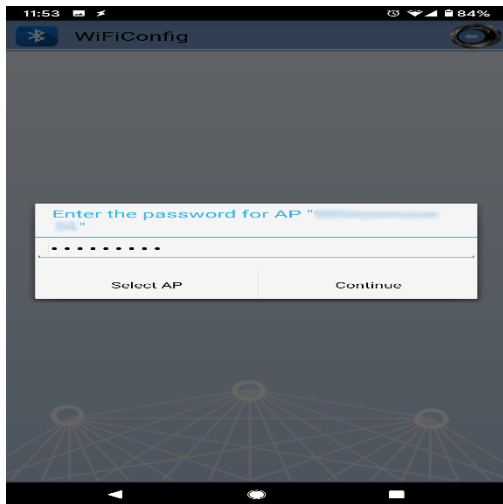 11:53
84%
WiFiConfig
Enter the password for AP "
"
Select AP
Continue